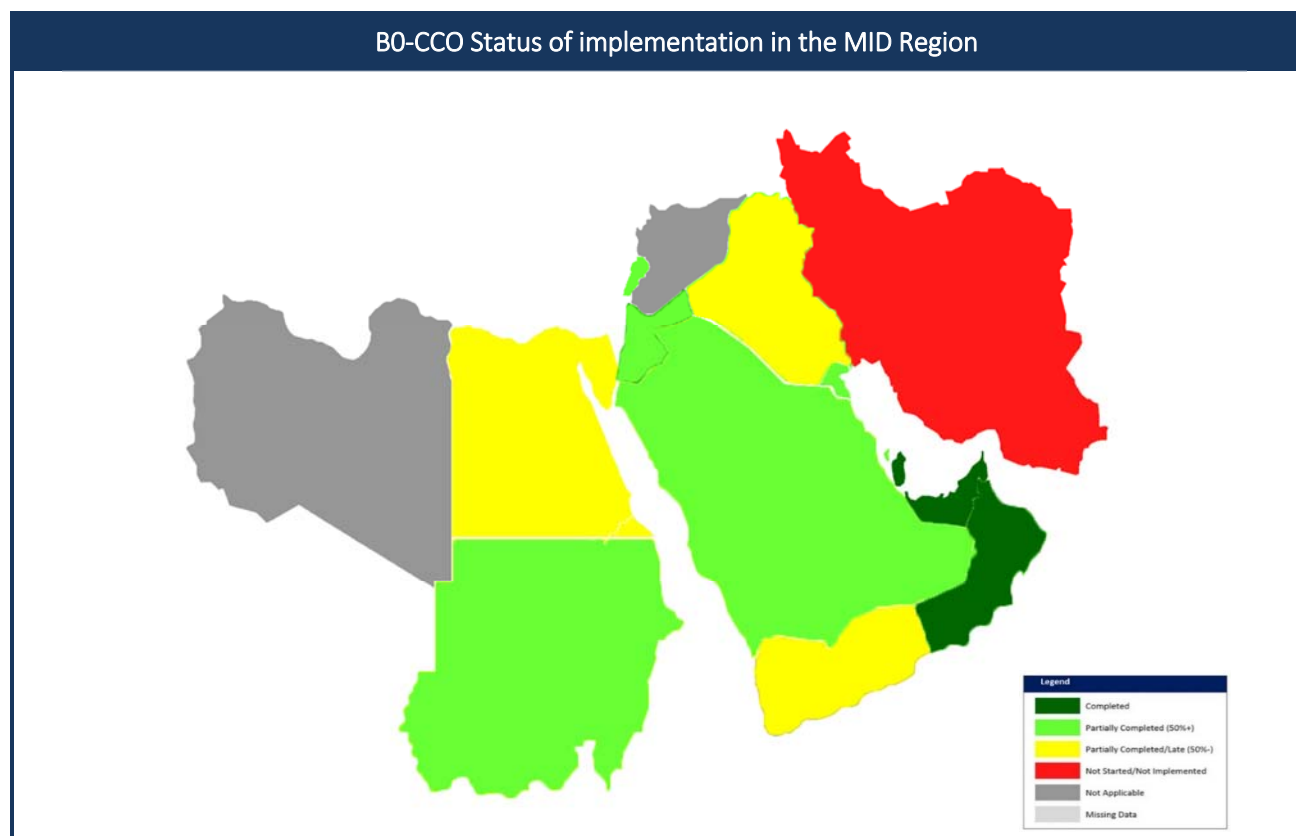 B0-CCO Status of implementation in the MID Region
Legend
Completed
Partially Completed (50%+)
Partially Completed/Late (50%-)
Not Started/Not Implemented
Not Applicable
Missing Data